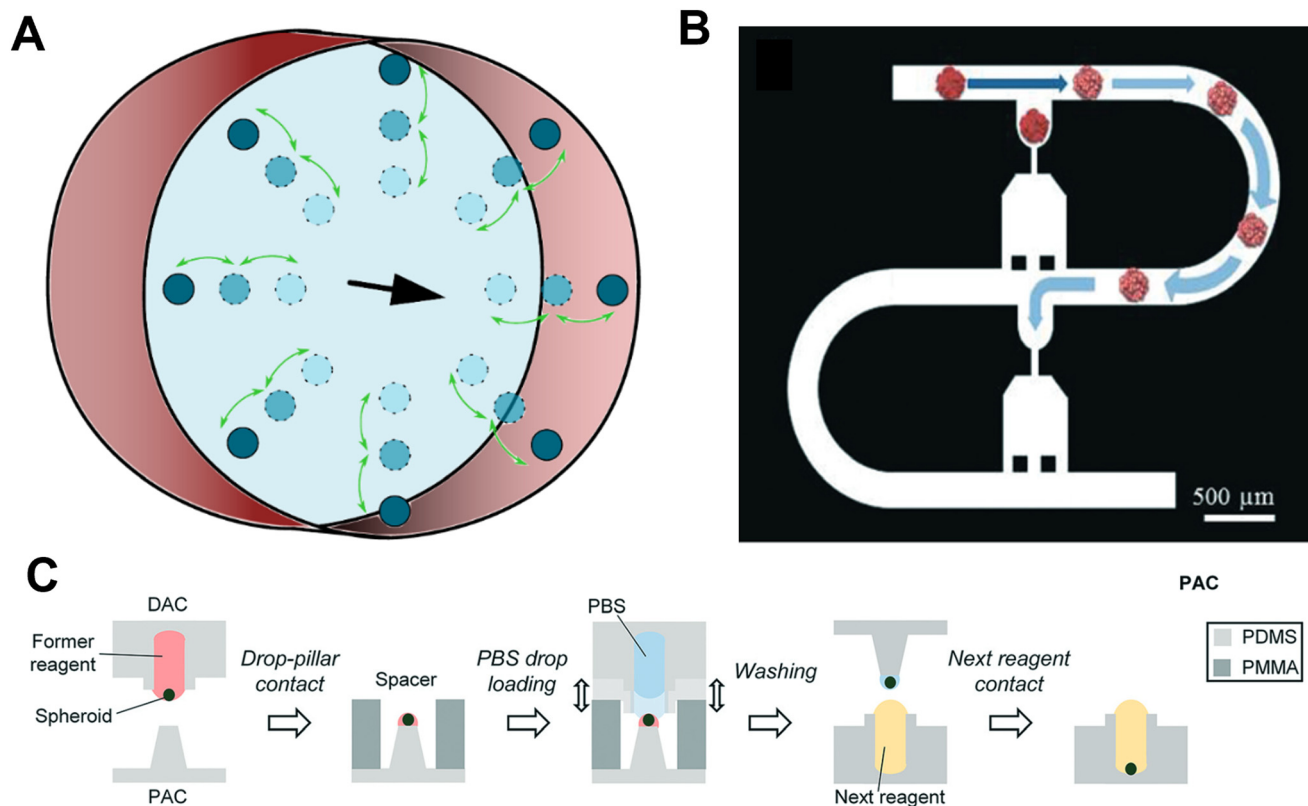 A
B
500 µm
C
DAC
Former
reagent
Spheroid
PAC
Drop-pillar
contact
Spacer
PBS drop
loading
PBS
Washing
Next reagent
Next reagent
contact
PAC
PDMS
PMMA